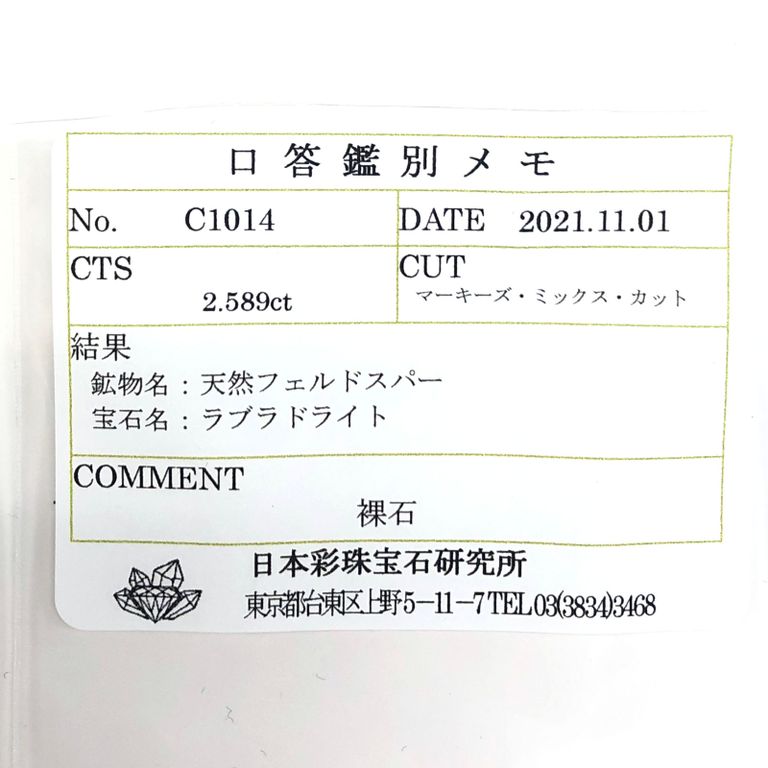 口答鑑別メモ
No. C1014 DATE 2021.11.01
CTS CUT
2.589ct マーキーズ・ミックス・カット
結果
鉱物名：天然フェルドスパー
宝石名：ラブラドライト
COMMENT
裸石
日本彩珠宝石研究所
東京都台東区上野5－11－7 TEL 03(3834)3468